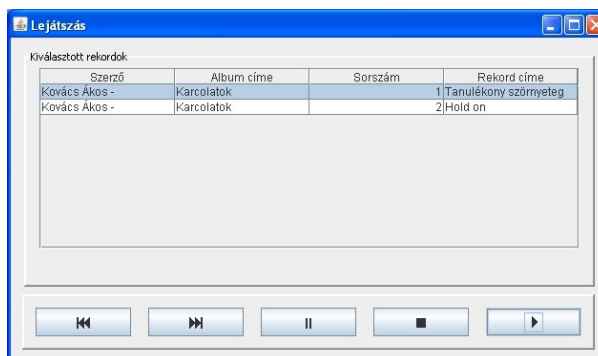 Lejátszás
Kiválasztott rekordok
Szerző Album címe Sorszám Rekord címe
Kovács Ákos - Karcolatok 1 Tanulékony szörnyeteg
Kovács Ákos - Karcolatok 2 Hold on